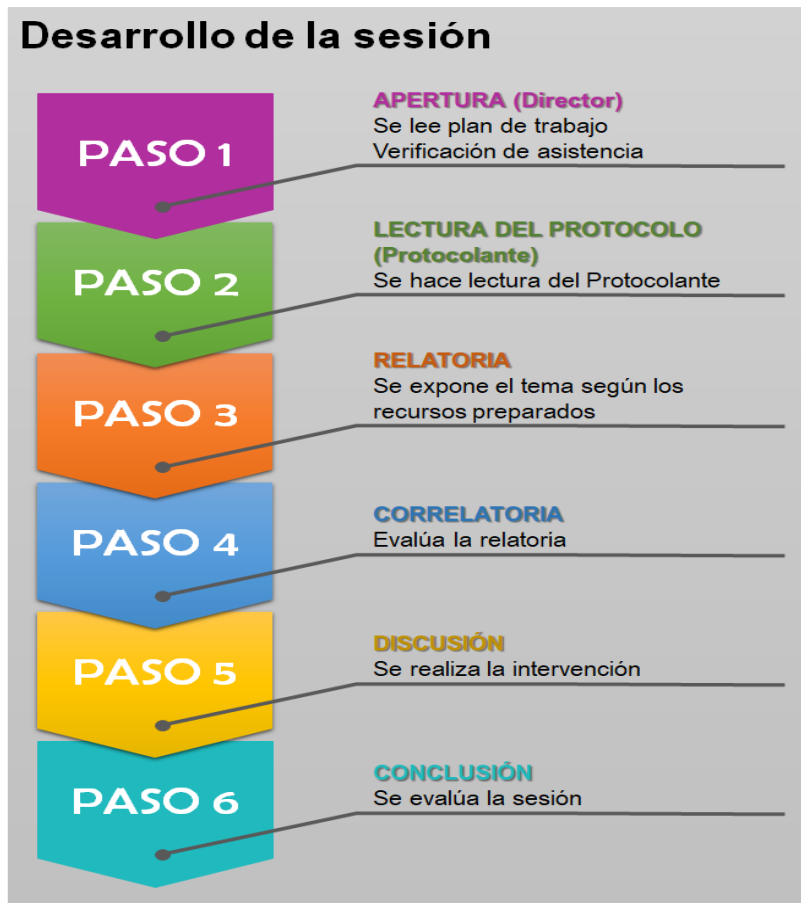 Desarrollo de la sesión
PASO 1
APERTURA (Director)
Se lee plan de trabajo
Verificación de asistencia
PASO 2
LECTURA DEL PROTOCOLO
(Protocolante)
Se hace lectura del Protocolante
PASO 3
RELATORIA
Se expone el tema según los
recursos preparados
PASO 4
CORRELATORIA
Evalúa la relatoria
PASO 5
DISCUSIÓN
Se realiza la intervención
PASO 6
CONCLUSIÓN
Se evalúa la sesión